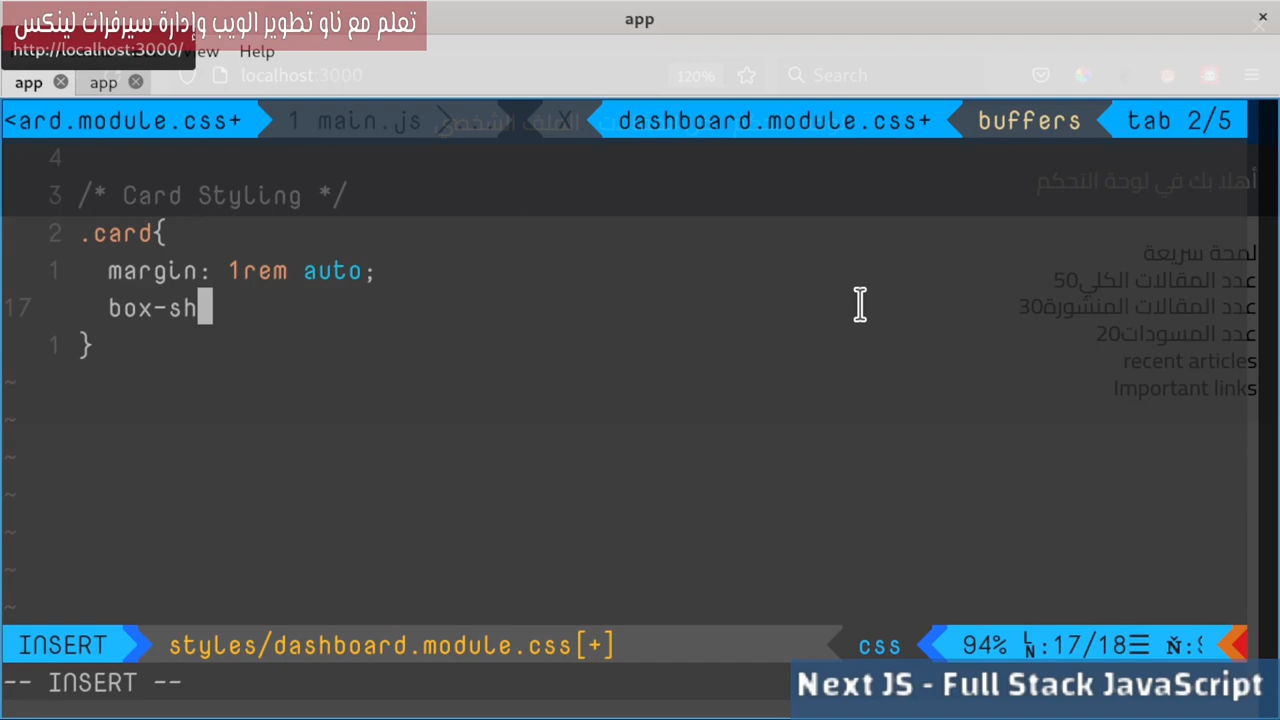 تعلم مع ناو تطوير الويب وإدارة سيرفرات لينكس
app
http://localhost:3000/
View Help
app
app
localhost:3000
120%
Search
<ard.module.css+
1 main.js
X
dashboard.module.css+
buffers
tab 2/5
4
3 /* Card Styling */
2 .card{
1 margin: 1rem auto;
17 box-sh
1 }
~
~
~
~
~
~
~
أهلا بك في لوحة التحكم
لمحة سريعة
عدد المقالات الكلي50
عدد المقالات المنشورة30
عدد المسودات20
recent articles
Important links
INSERT
styles/dashboard.module.css[+]
css
94%
:17/18☰
-- INSERT --
Next JS - Full Stack JavaScript